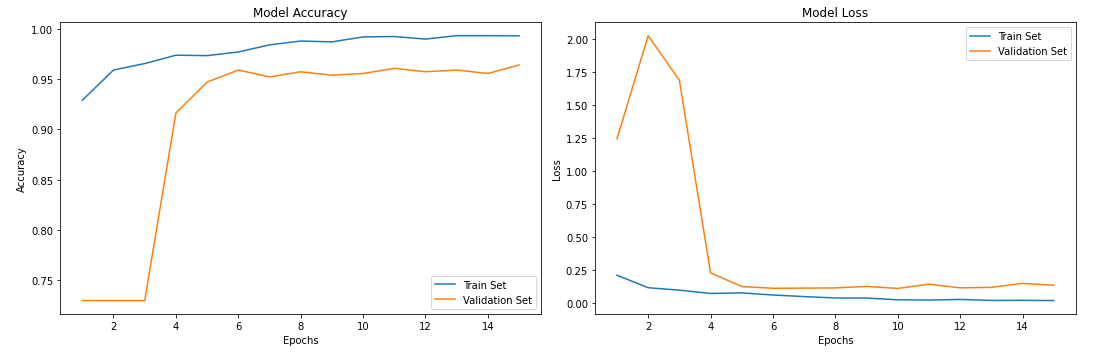 Model Accuracy
1.00
0.95
0.90
0.85
0.80
0.75
Accuracy
2 4 6 8 10 12 14
Epochs
Train Set
Validation Set
Model Loss
2.00
1.75
1.50
1.25
1.00
0.75
0.50
0.25
0.00
Loss
2 4 6 8 10 12 14
Epochs
Train Set
Validation Set